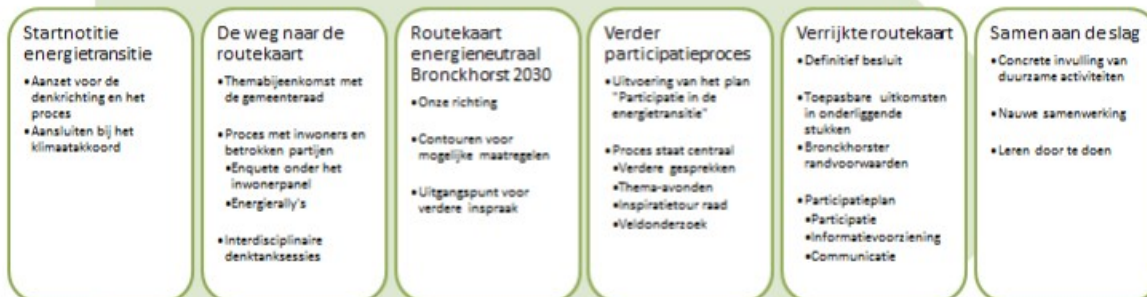 Startnotitie
energietransitie
•Aanzet voor de
denkrichting en het
proces
•Aansluiten bij het
klimaatakkoord
De weg naar de
routekaart
•Themabijeenkomst met
de gemeenteraad
•Proces met inwoners en
betrokken partijen
•Enquete onder het
inwonerpanel
•Energierally's
•Interdisciplinaire
denktanksessies
Routekaart
energieneutraal
Bronckhorst 2030
•Onze richting
•Contouren voor
mogelijke maatregelen
•Uitgangspunt voor
verdere inspraak
Verder
participatieproces
•Uitvoering van het plan
"Participatie in de
energietransitie"
•Proces staat centraal
•Verdere gesprekken
•Thema-avonden
•Inspiratietour raad
•Veldonderzoek
Verrijkte routekaart
•Definitief besluit
•Toepasbare uitkomsten
in onderliggende
stukken
•Bronckhorster
randvoorwaarden
•Participatieplan
•Participatie
•Informatievoorziening
•Communicatie
Samen aan de slag
•Concrete invulling van
duurzame activiteiten
•Nauwe samenwerking
•Leren door te doen